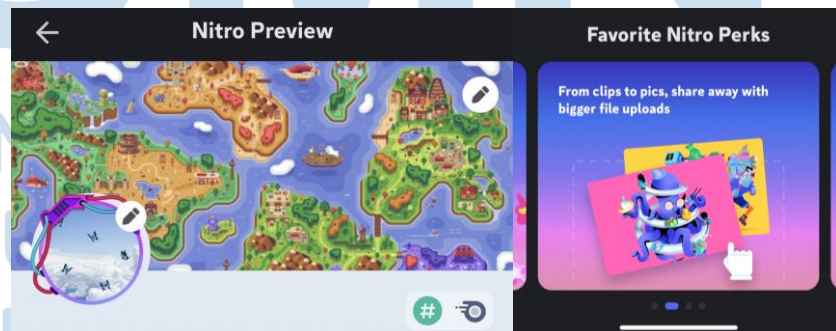 Nitro Preview
Favorite Nitro Perks
From clips to pics, share away with
bigger file uploads
#